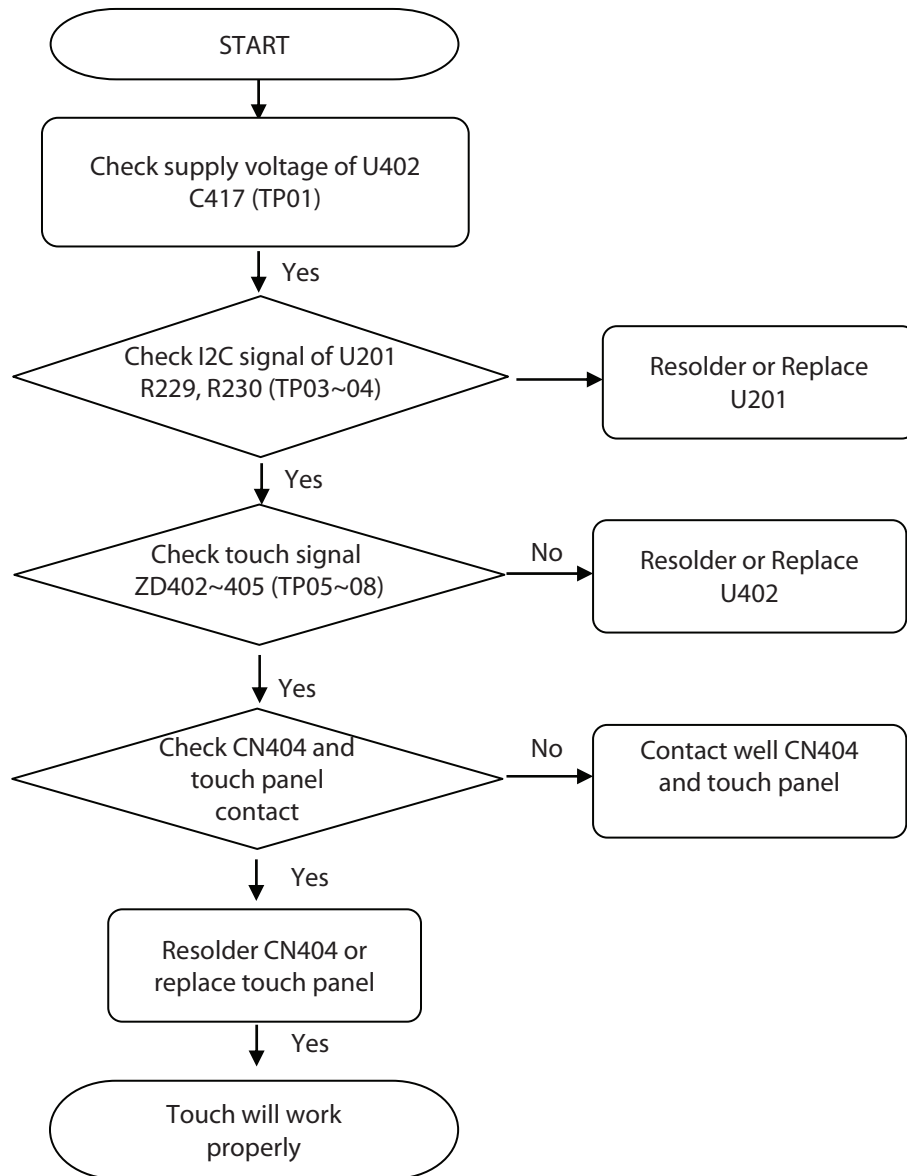 START
Check supply voltage of U402
C417 (TP01)
Yes
Check I2C signal of U201
R229, R230 (TP03~04)
Resolder or Replace
U201
Yes
Check touch signal
ZD402~405 (TP05~08)
No
Resolder or Replace
U402
Yes
Check CN404 and
touch panel
contact
No
Contact well CN404
and touch panel
Yes
Resolder CN404 or
replace touch panel
Yes
Touch will work
properly